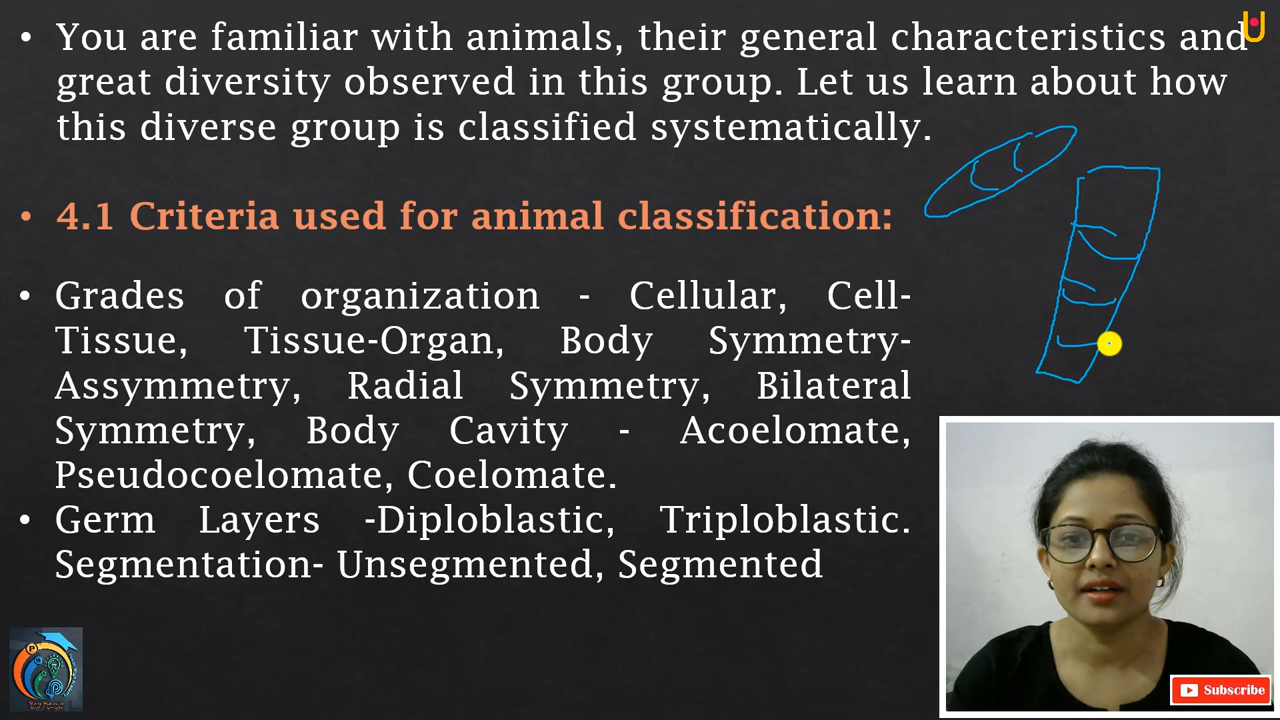 • You are familiar with animals, their general characteristics and
great diversity observed in this group. Let us learn about how
this diverse group is classified systematically.
• 4.1 Criteria used for animal classification:
• Grades of organization - Cellular, Cell-
Tissue, Tissue-Organ, Body Symmetry-
Assymmetry, Radial Symmetry, Bilateral
Symmetry, Body Cavity - Acoelomate,
Pseudocoelomate, Coelomate.
• Germ Layers -Diploblastic, Triploblastic.
Segmentation- Unsegmented, Segmented
Subscribe